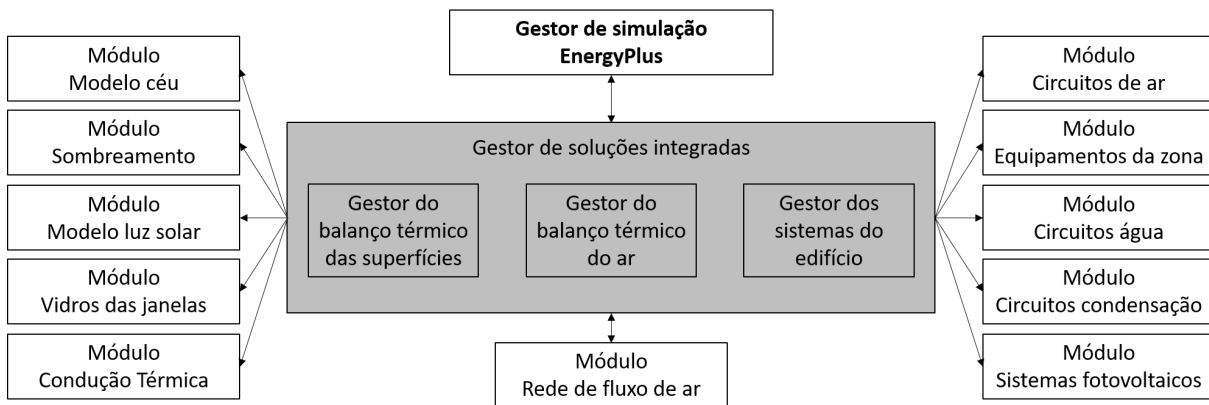 Gestor de simulação
EnergyPlus
Módulo
Modelo céu
Módulo
Sombreamento
Módulo
Modelo luz solar
Módulo
Vidros das janelas
Módulo
Condução Térmica
Gestor de soluções integradas
Gestor do
balanço térmico
das superfícies
Gestor do
balanço térmico
do ar
Gestor dos
sistemas do
edifício
Módulo
Rede de fluxo de ar
Módulo
Circuitos de ar
Módulo
Equipamentos da zona
Módulo
Circuitos água
Módulo
Circuitos condensação
Módulo
Sistemas fotovoltaicos